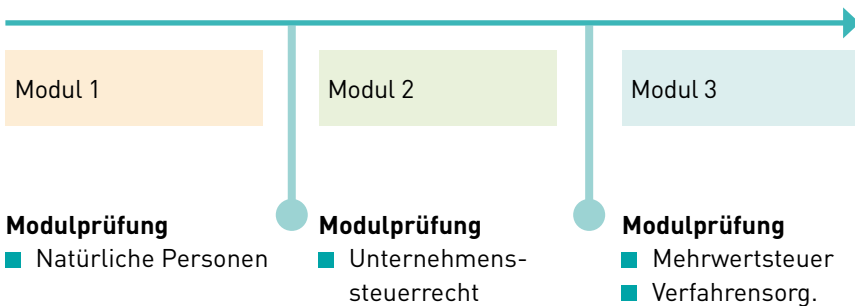 Modul 1
Modul 2
Modul 3
Modulprüfung
Natürliche Personen
Modulprüfung
Unternehmens-
steuerrecht
Modulprüfung
Mehrwertsteuer
Verfahrensorg.